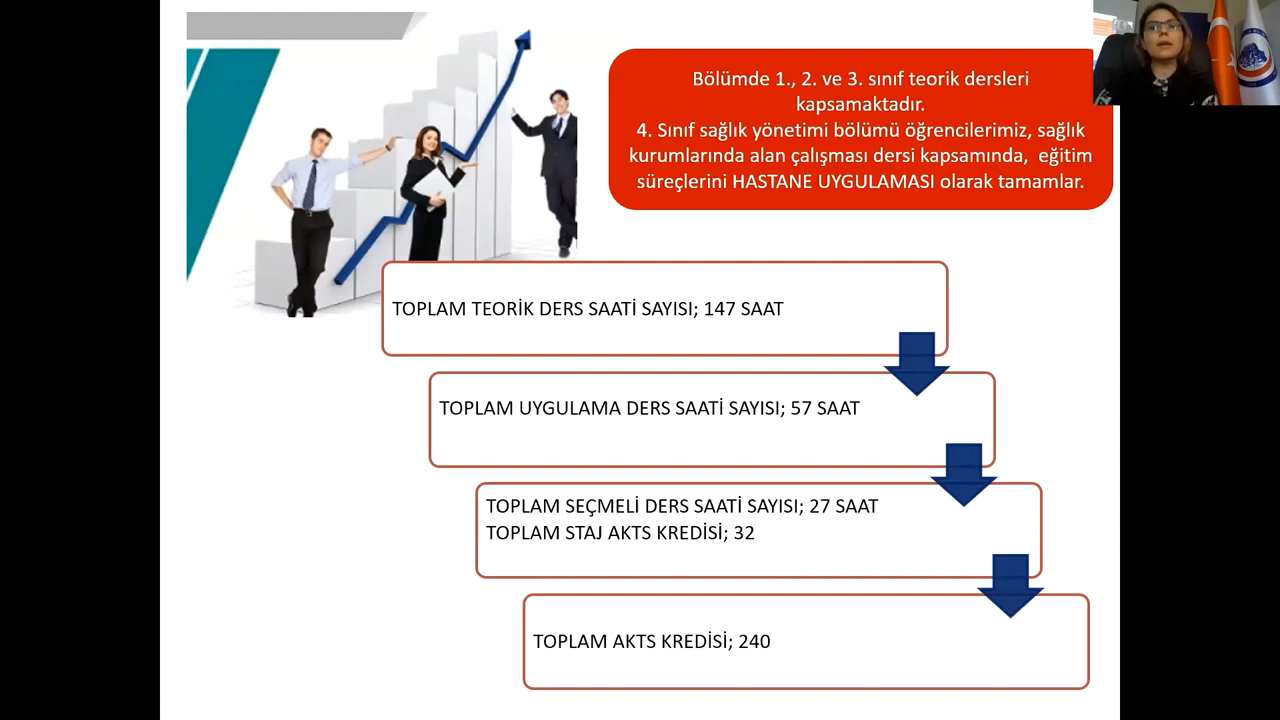 Bölümde 1., 2. ve 3. sınıf teorik dersleri
kapsamaktadır.
4. Sınıf sağlık yönetimi bölümü öğrencilerimiz, sağlık
kurumlarında alan çalışması dersi kapsamında, eğitim
süreçlerini HASTANE UYGULAMASI olarak tamamlar.
TOPLAM TEORİK DERS SAATİ SAYISI; 147 SAAT
TOPLAM UYGULAMA DERS SAATİ SAYISI; 57 SAAT
TOPLAM SEÇMELİ DERS SAATİ SAYISI; 27 SAAT
TOPLAM STAJ AKTS KREDİSİ; 32
TOPLAM AKTS KREDİSİ; 240